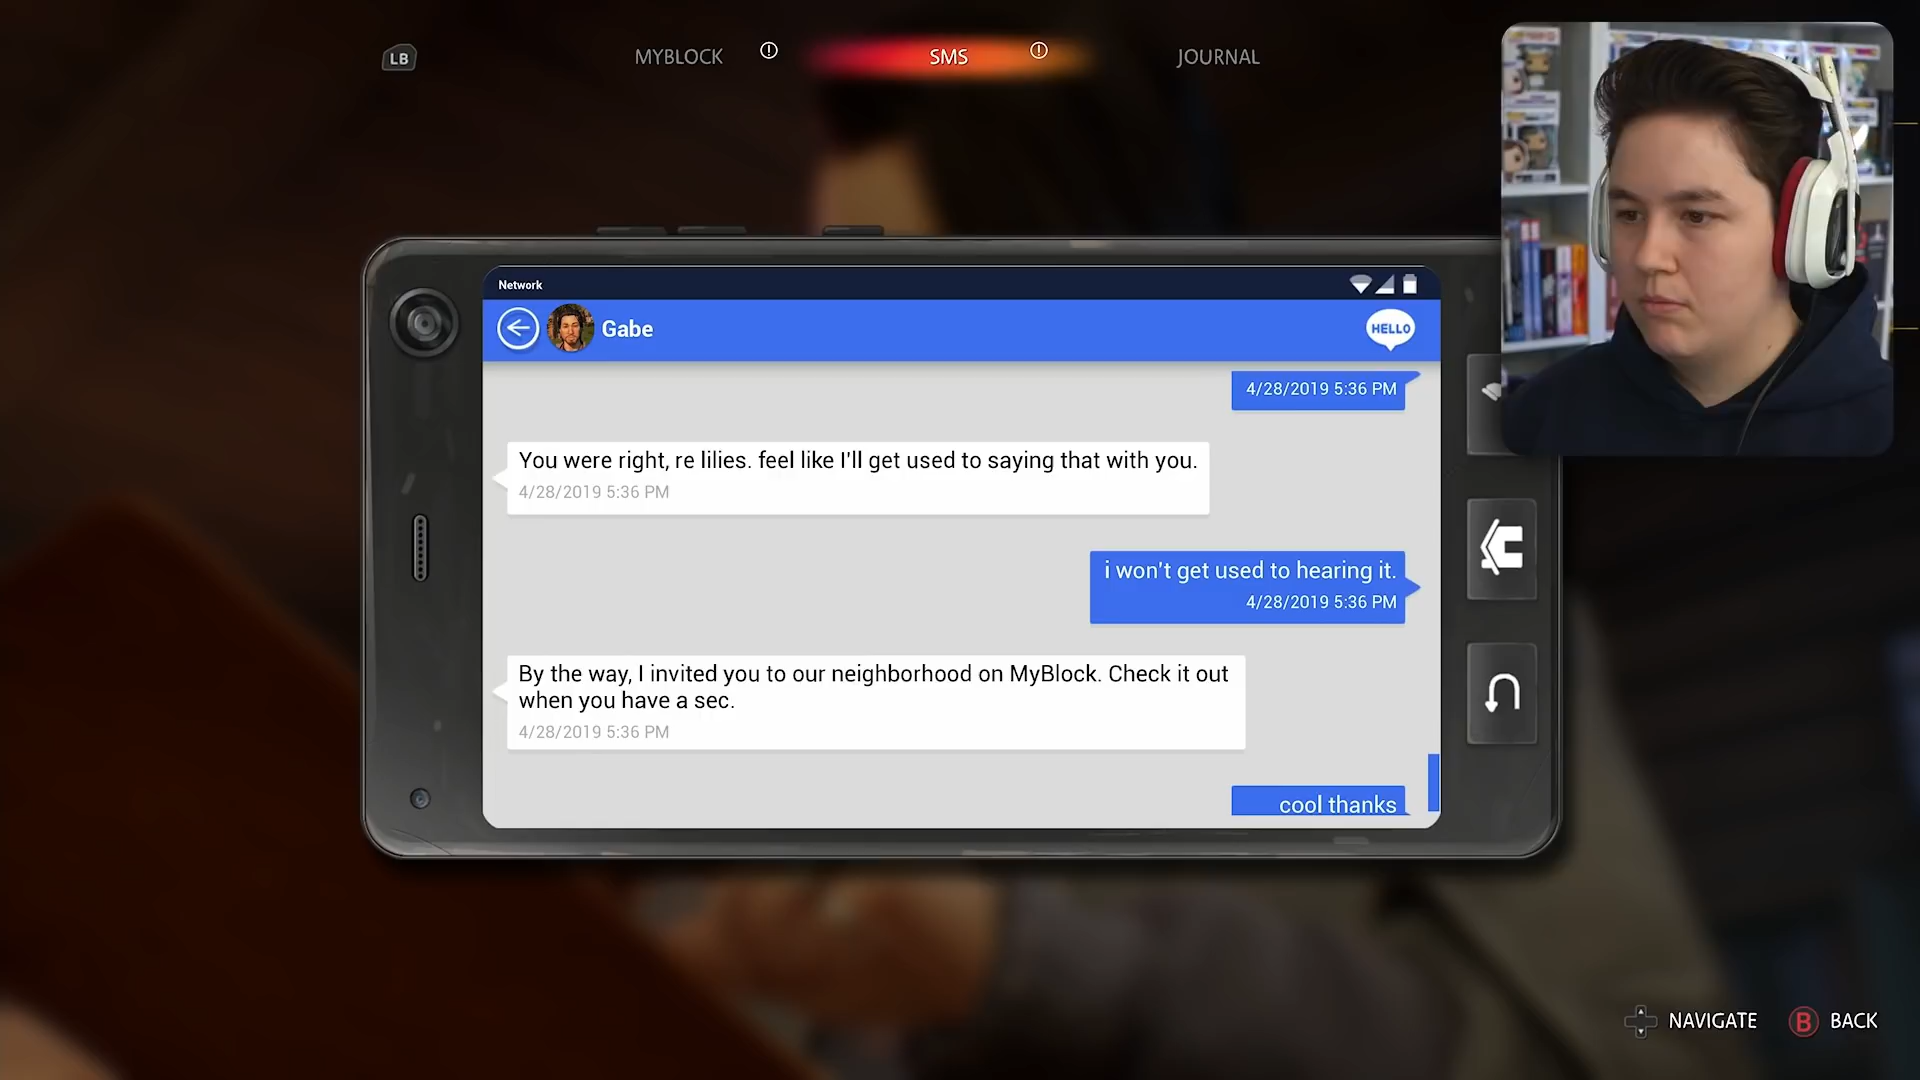 LB
MYBLOCK
SMS
JOURNAL
Network
Gabe
HELLO
4/28/2019 5:36 PM
You were right, re lilies. feel like I'll get used to saying that with you.
4/28/2019 5:36 PM
i won't get used to hearing it.
4/28/2019 5:36 PM
By the way, I invited you to our neighborhood on MyBlock. Check it out
when you have a sec.
4/28/2019 5:36 PM
cool thanks
NAVIGATE
B BACK